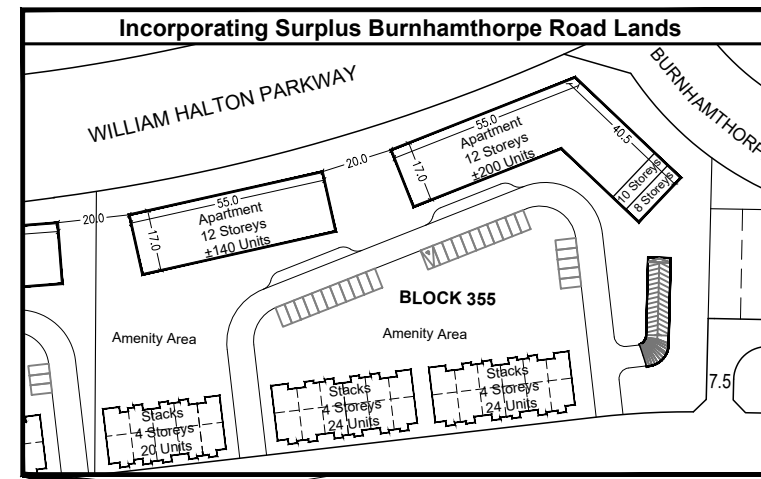 Incorporating Surplus Burnhamthorpe Road Lands
WILLIAM HALTON PARKWAY
BURNHAMTHORP
55.0
17.0
Apartment
12 Storeys
±200 Units
40.5
10 Storeys
8 Storeys
20.0
20.0
55.0
17.0
Apartment
12 Storeys
±140 Units
BLOCK 355
Amenity Area
Amenity Area
Stacks
4 Storeys
20 Units
Stacks
4 Storeys
24 Units
Stacks
4 Storeys
24 Units
7.5